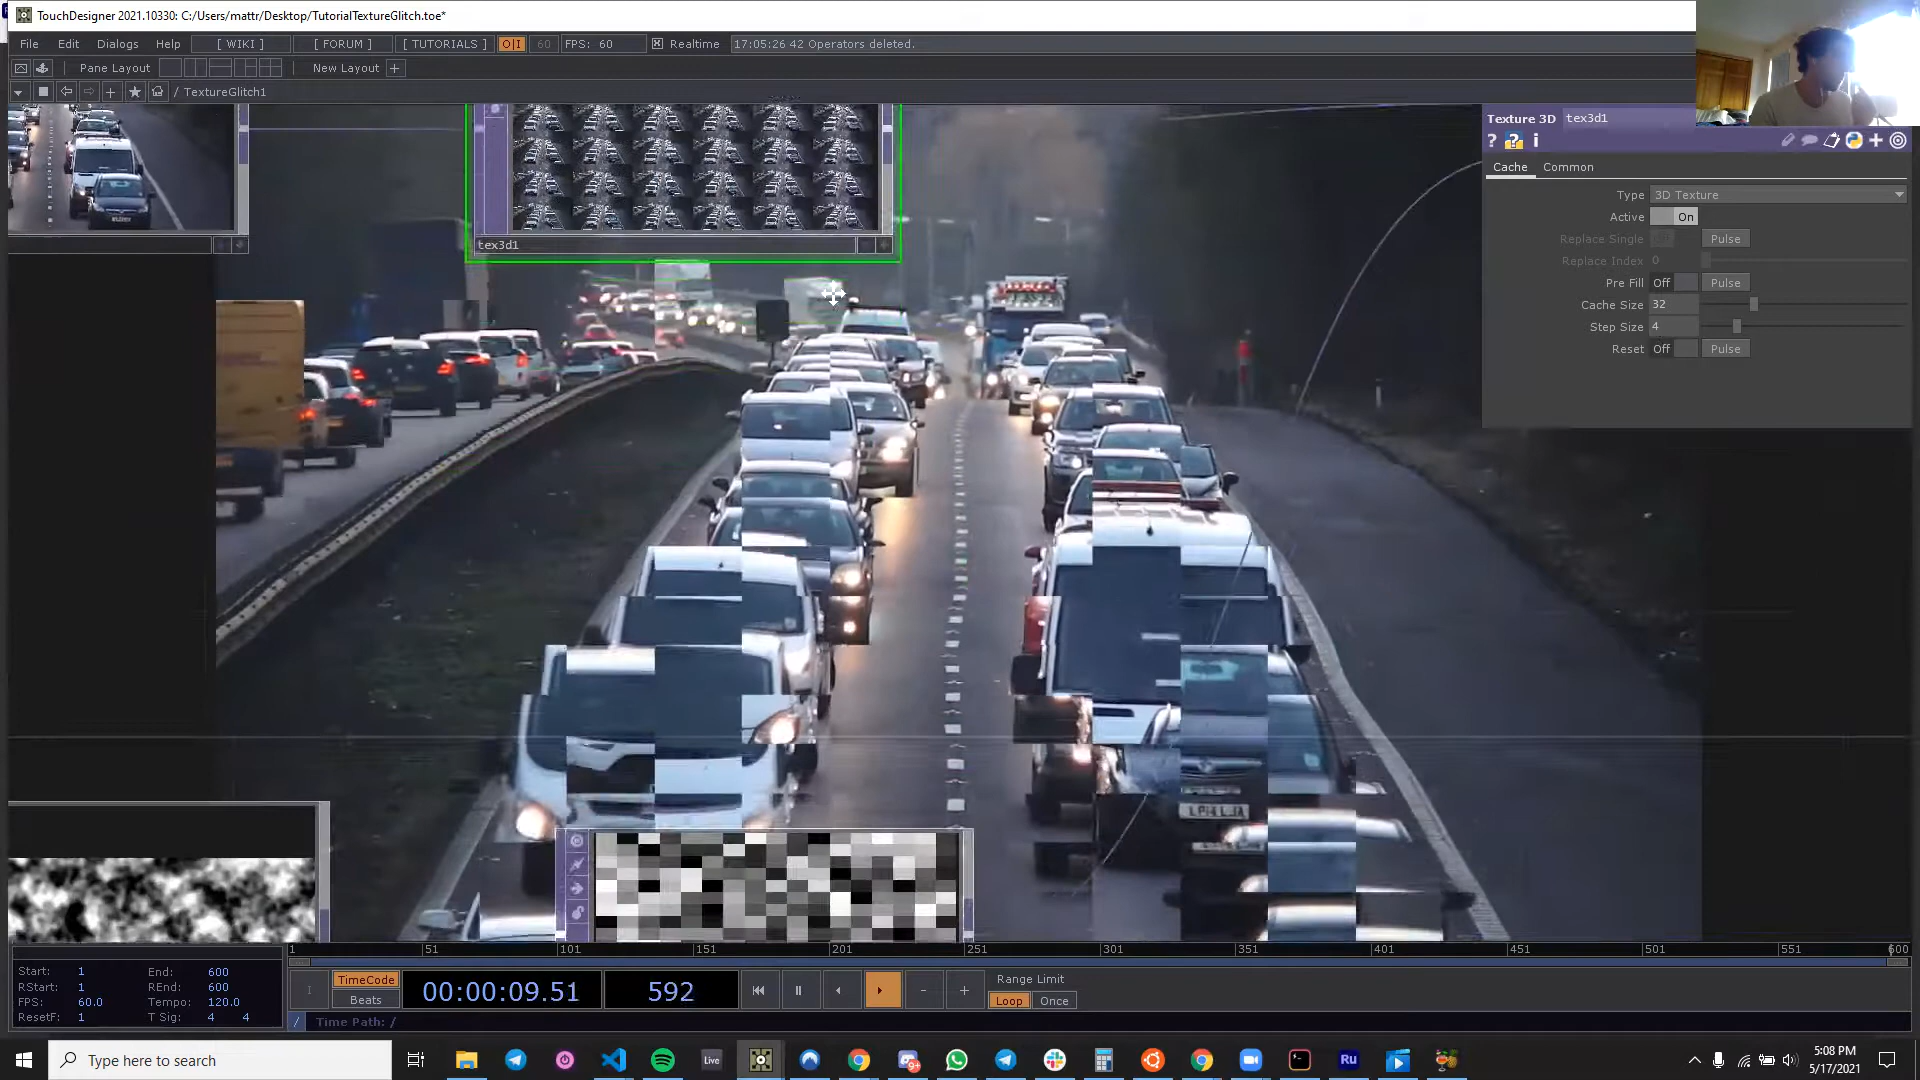 TouchDesigner 2021.10330: C:/Users/mattr/Desktop/TutorialTextureGlitch.toe*
File Edit Dialogs Help [ WIKI ] [ FORUM ] [ TUTORIALS ] O|I 60 FPS: 60 Realtime 17:05:26 42 Operators deleted.
Pane Layout New Layout +
/ TextureGlitch1
Texture 3D tex3d1
? ? i
Cache Common
Type 3D Texture
Active On
Replace Single Pulse
Replace Index 0
Pre Fill Off Pulse
Cache Size 32
Step Size 4
Reset Off Pulse
tex3d1
1 51 101 151 201 251 301 351 401 451 501 551 600
Start: 1 End: 600
RStart: 1 REnd: 600
FPS: 60.0 Tempo: 120.0
ResetF: 1 T Sig: 4 4
TimeCode
Beats
00:00:09.51
592
- +
Range Limit
Loop Once
/ Time Path: /
Type here to search
Live
9+
Ru
5:08 PM
5/17/2021